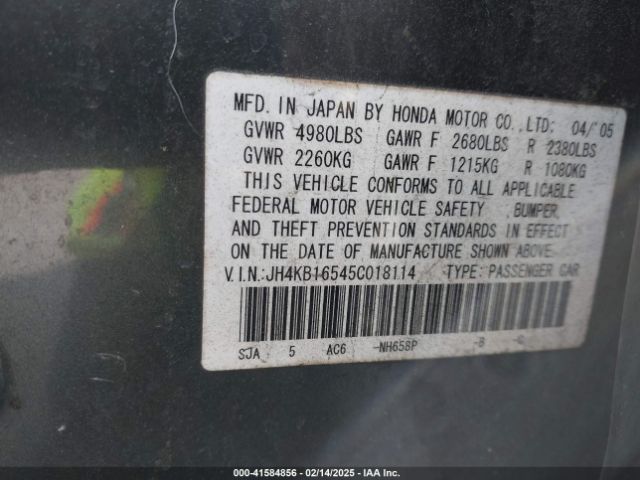 MFD. IN JAPAN BY HONDA MOTOR CO., LTD: 04/'05
GVWR 4980LBS GAWR F 2680LBS R 2380LBS
GVWR 2260KG GAWR F 1215KG R 1080KG
THIS VEHICLE CONFORMS TO ALL APPLICABLE
FEDERAL MOTOR VEHICLE SAFETY , BUMPER,
AND THEFT PREVENTION STANDARDS IN EFFECT
ON THE DATE OF MANUFACTURE SHOWN ABOVE.
V.I.N.:JH4KB16545C018114 TYPE: PASSENGER CAR
SJA 5 AC6 -NH658P -B -C
000-41584856 - 02/14/2025 - IAA Inc.